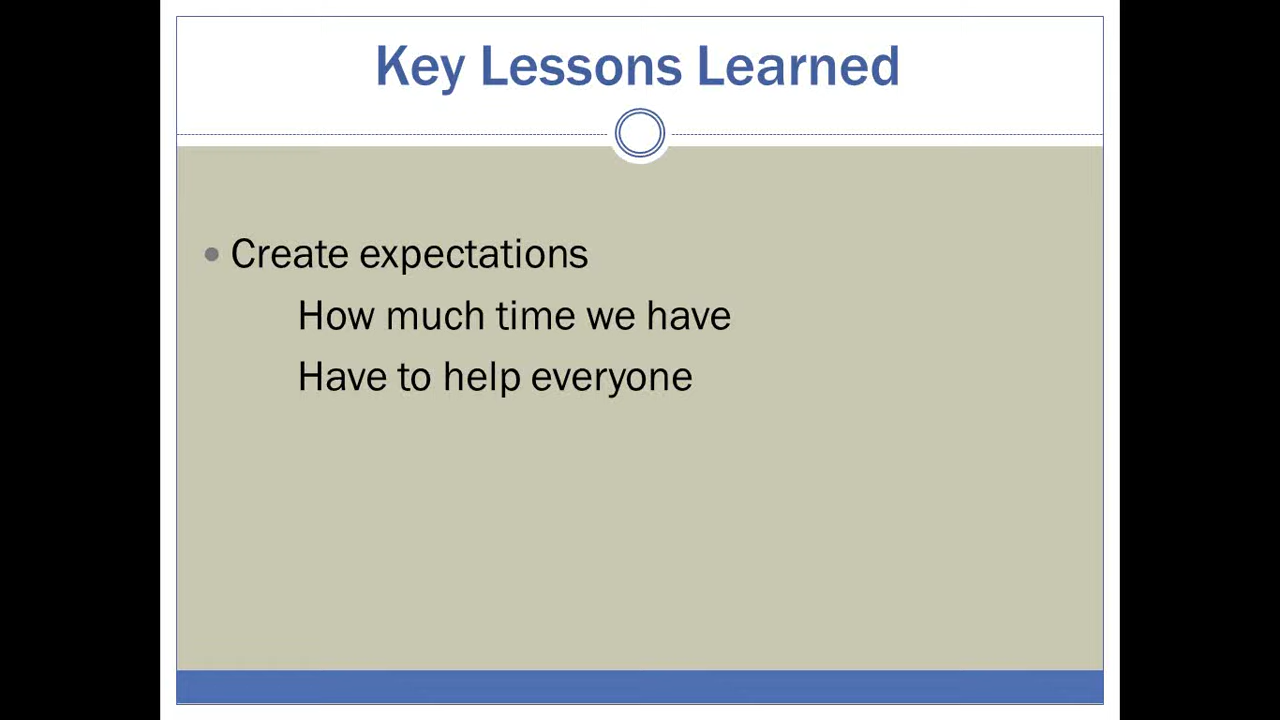 Key Lessons Learned
• Create expectations
How much time we have
Have to help everyone